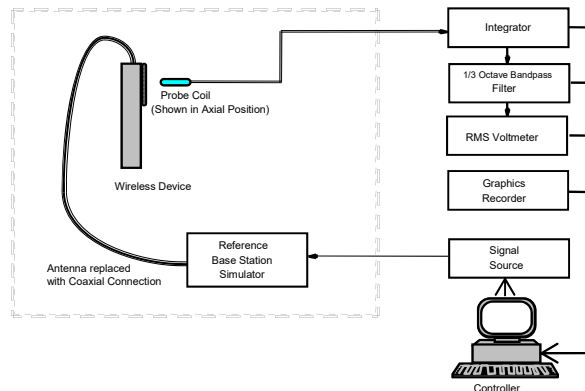 Integrator
1/3 Octave Bandpass
Filter
RMS Voltmeter
Graphics
Recorder
Probe Coil
(Shown in Axial Position)
Wireless Device
Reference
Base Station
Simulator
Signal
Source
Antenna replaced
with Coaxial Connection
Controller